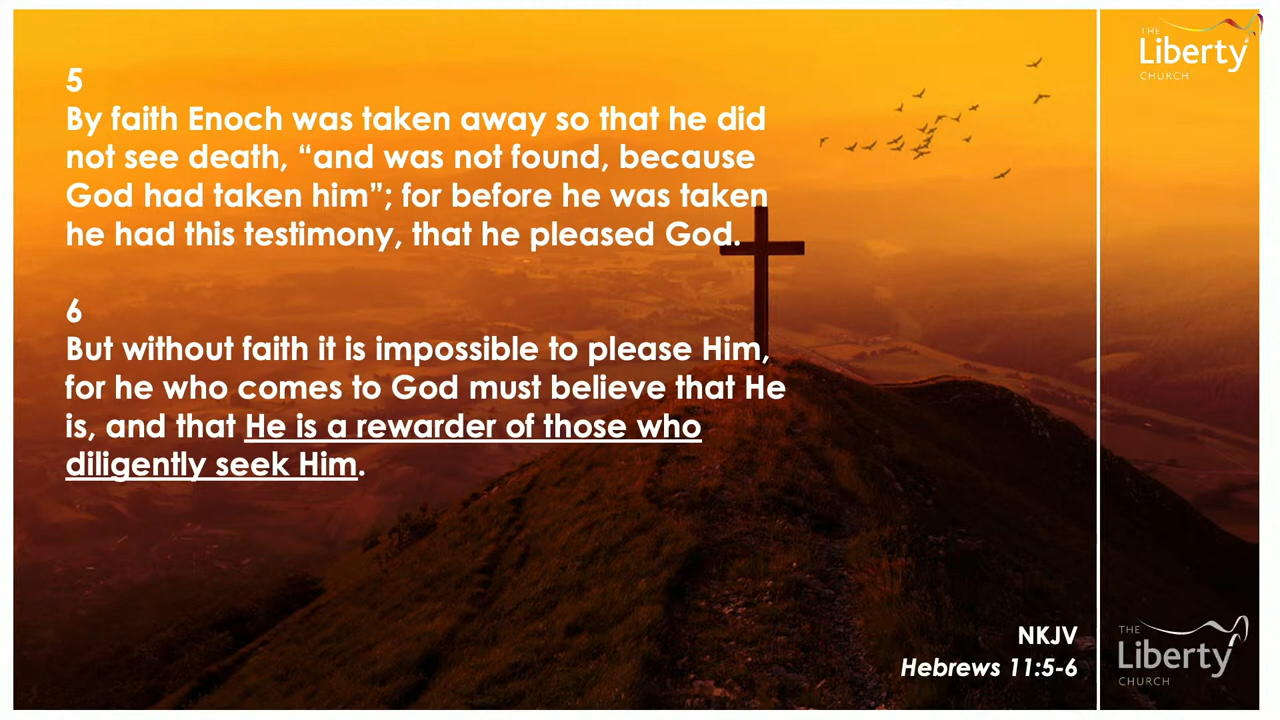 5
By faith Enoch was taken away so that he did
not see death, “and was not found, because
God had taken him”; for before he was taken
he had this testimony, that he pleased God.
6
But without faith it is impossible to please Him,
for he who comes to God must believe that He
is, and that He is a rewarder of those who
diligently seek Him.
NKJV
Hebrews 11:5-6
THE
Liberty
CHURCH
THE
Liberty
CHURCH